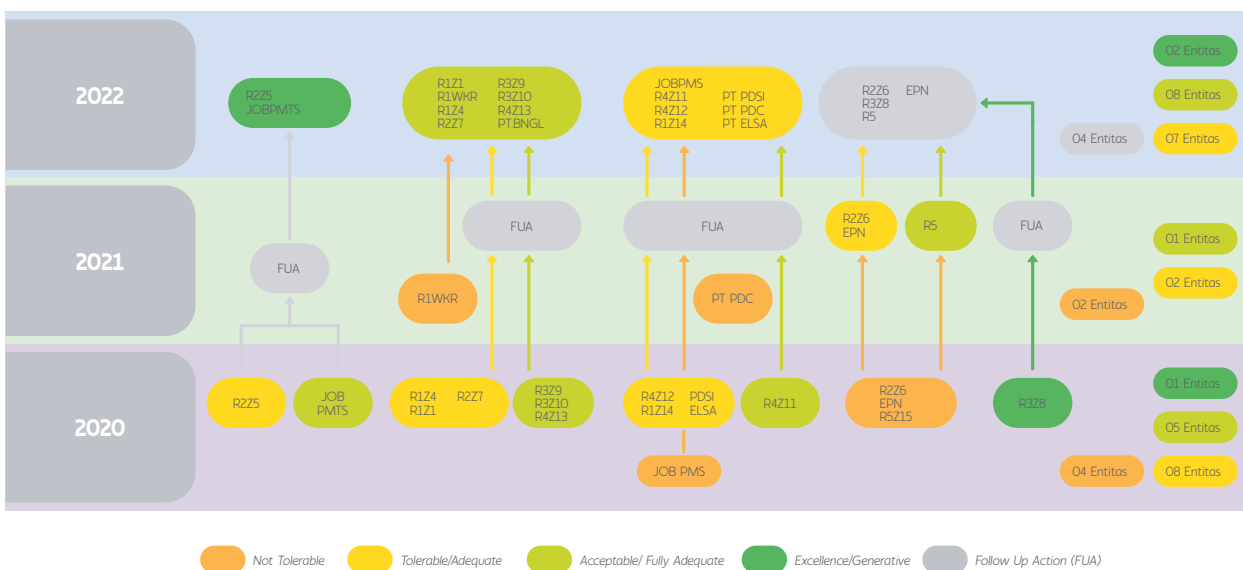 2022
R2Z5
JOBPMTS
R1Z1 R3Z9
R1WKR R3Z10
R1Z4 R4Z13
R2Z7 PT.BNGL
JOBPMS
R4Z11 PT PDSI
R4Z12 PT PDC
R1Z14 PT ELSA
R2Z6 EPN
R3Z8
R5
02 Entitas
08 Entitas
04 Entitas
07 Entitas
2021
FUA
R1WKR
FUA
FUA
PT PDC
R2Z6
EPN
R5
FUA
01 Entitas
02 Entitas
02 Entitas
2020
R2Z5
JOB
PMTS
R1Z4 R2Z7
R1Z1
R3Z9
R3Z10
R4Z13
R4Z12 PDSI
R1Z14 ELSA
JOB PMS
R4Z11
R2Z6
EPN
R5Z15
R3Z8
01 Entitas
05 Entitas
04 Entitas
08 Entitas
Not Tolerable
Tolerable/Adequate
Acceptable/ Fully Adequate
Excellence/Generative
Follow Up Action (FUA)